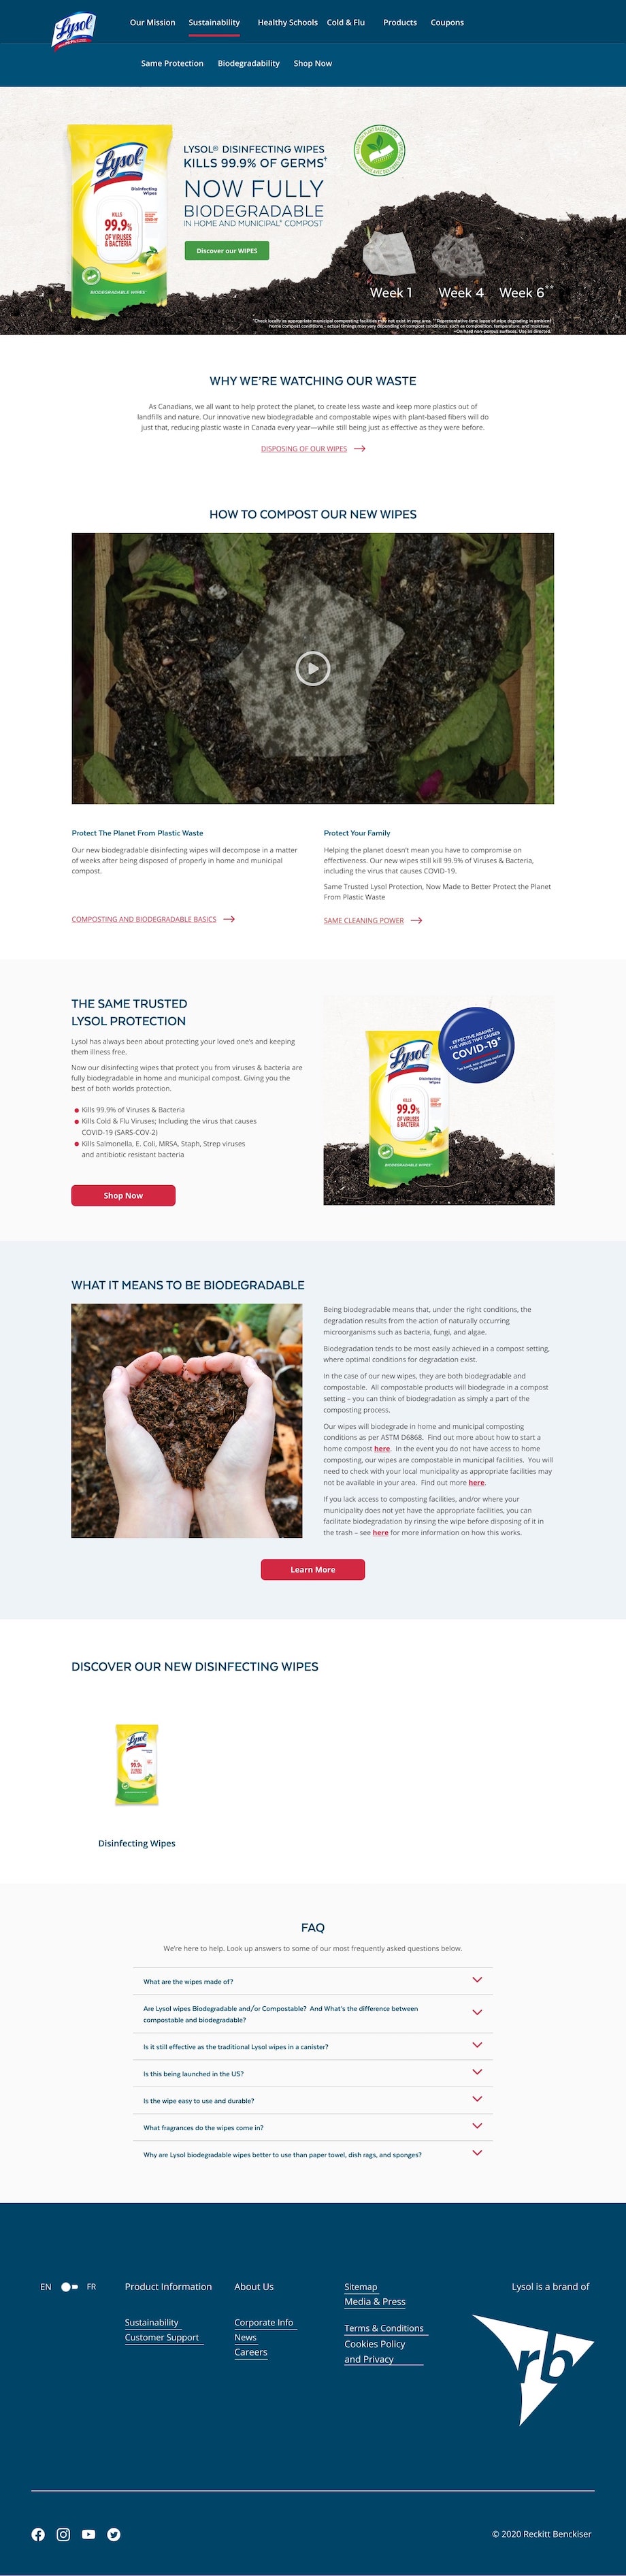 Lysol
Our Mission
Sustainability
Healthy Schools
Cold & Flu
Products
Coupons
Same Protection
Biodegradability
Shop Now
Lysol
Disinfecting
Wipes
KILLS
99.9%
OF VIRUSES
& BACTERIA
BIODEGRADABLE WIPES
LYSOL® DISINFECTING WIPES
KILLS 99.9% OF GERMS†
NOW FULLY
BIODEGRADABLE
IN HOME AND MUNICIPAL* COMPOST
Discover our WIPES
Week 1
Week 4
Week 6**
*Check locally as appropriate municipal composting facilities may not exist in your area. **Representative time lapse of wipe degrading in ambient
home compost conditions - actual timings may vary depending on compost conditions, such as composition, temperature, and moisture.
+On hard non-porous surfaces. Use as directed.
WHY WE'RE WATCHING OUR WASTE
As Canadians, we all want to help protect the planet, to create less waste and keep more plastics out of
landfills and nature. Our innovative new biodegradable and compostable wipes with plant-based fibers will do
just that, reducing plastic waste in Canada every year—while still being just as effective as they were before.
DISPOSING OF OUR WIPES
HOW TO COMPOST OUR NEW WIPES
Protect The Planet From Plastic Waste
Our new biodegradable disinfecting wipes will decompose in a matter
of weeks after being disposed of properly in home and municipal
compost.
COMPOSTING AND BIODEGRADABLE BASICS
Protect Your Family
Helping the planet doesn't mean you have to compromise on
effectiveness. Our new wipes still kill 99.9% of Viruses & Bacteria,
including the virus that causes COVID-19.
Same Trusted Lysol Protection, Now Made to Better Protect the Planet
From Plastic Waste
SAME CLEANING POWER
THE SAME TRUSTED
LYSOL PROTECTION
Lysol has always been about protecting your loved one's and keeping
them illness free.
Now our disinfecting wipes that protect you from viruses & bacteria are
fully biodegradable in home and municipal compost. Giving you the
best of both worlds protection.
Kills 99.9% of Viruses & Bacteria
Kills Cold & Flu Viruses; Including the virus that causes
COVID-19 (SARS-COV-2)
Kills Salmonella, E. Coli, MRSA, Staph, Strep viruses
and antibiotic resistant bacteria
Shop Now
EFFECTIVE AGAINST
THE VIRUS THAT CAUSES
COVID-19*
Lysol
Disinfecting
Wipes
KILLS
99.9%
OF VIRUSES
& BACTERIA
BIODEGRADABLE WIPES
WHAT IT MEANS TO BE BIODEGRADABLE
Being biodegradable means that, under the right conditions, the
degradation results from the action of naturally occurring
microorganisms such as bacteria, fungi, and algae.
Biodegradation tends to be most easily achieved in a compost setting,
where optimal conditions for degradation exist.
In the case of our new wipes, they are both biodegradable and
compostable. All compostable products will biodegrade in a compost
setting – you can think of biodegradation as simply a part of the
composting process.
Our wipes will biodegrade in home and municipal composting
conditions as per ASTM D6868. Find out more about how to start a
home compost here. In the event you do not have access to home
composting, our wipes are compostable in municipal facilities. You will
need to check with your local municipality as appropriate facilities may
not be available in your area. Find out more here.
If you lack access to composting facilities, and/or where your
municipality does not yet have the appropriate facilities, you can
facilitate biodegradation by rinsing the wipe before disposing of it in
the trash – see here for more information on how this works.
Learn More
DISCOVER OUR NEW DISINFECTING WIPES
Lysol
99.9%
Disinfecting Wipes
FAQ
We're here to help. Look up answers to some of our most frequently asked questions below.
What are the wipes made of?
Are Lysol wipes Biodegradable and/or Compostable? And What's the difference between
compostable and biodegradable?
Is it still effective as the traditional Lysol wipes in a canister?
Is this being launched in the US?
Is the wipe easy to use and durable?
What fragrances do the wipes come in?
Why are Lysol biodegradable wipes better to use than paper towel, dish rags, and sponges?
EN
FR
Product Information
Sustainability
Customer Support
About Us
Corporate Info
News
Careers
Sitemap
Media & Press
Terms & Conditions
Cookies Policy
and Privacy
Lysol is a brand of
rb
© 2020 Reckitt Benckiser